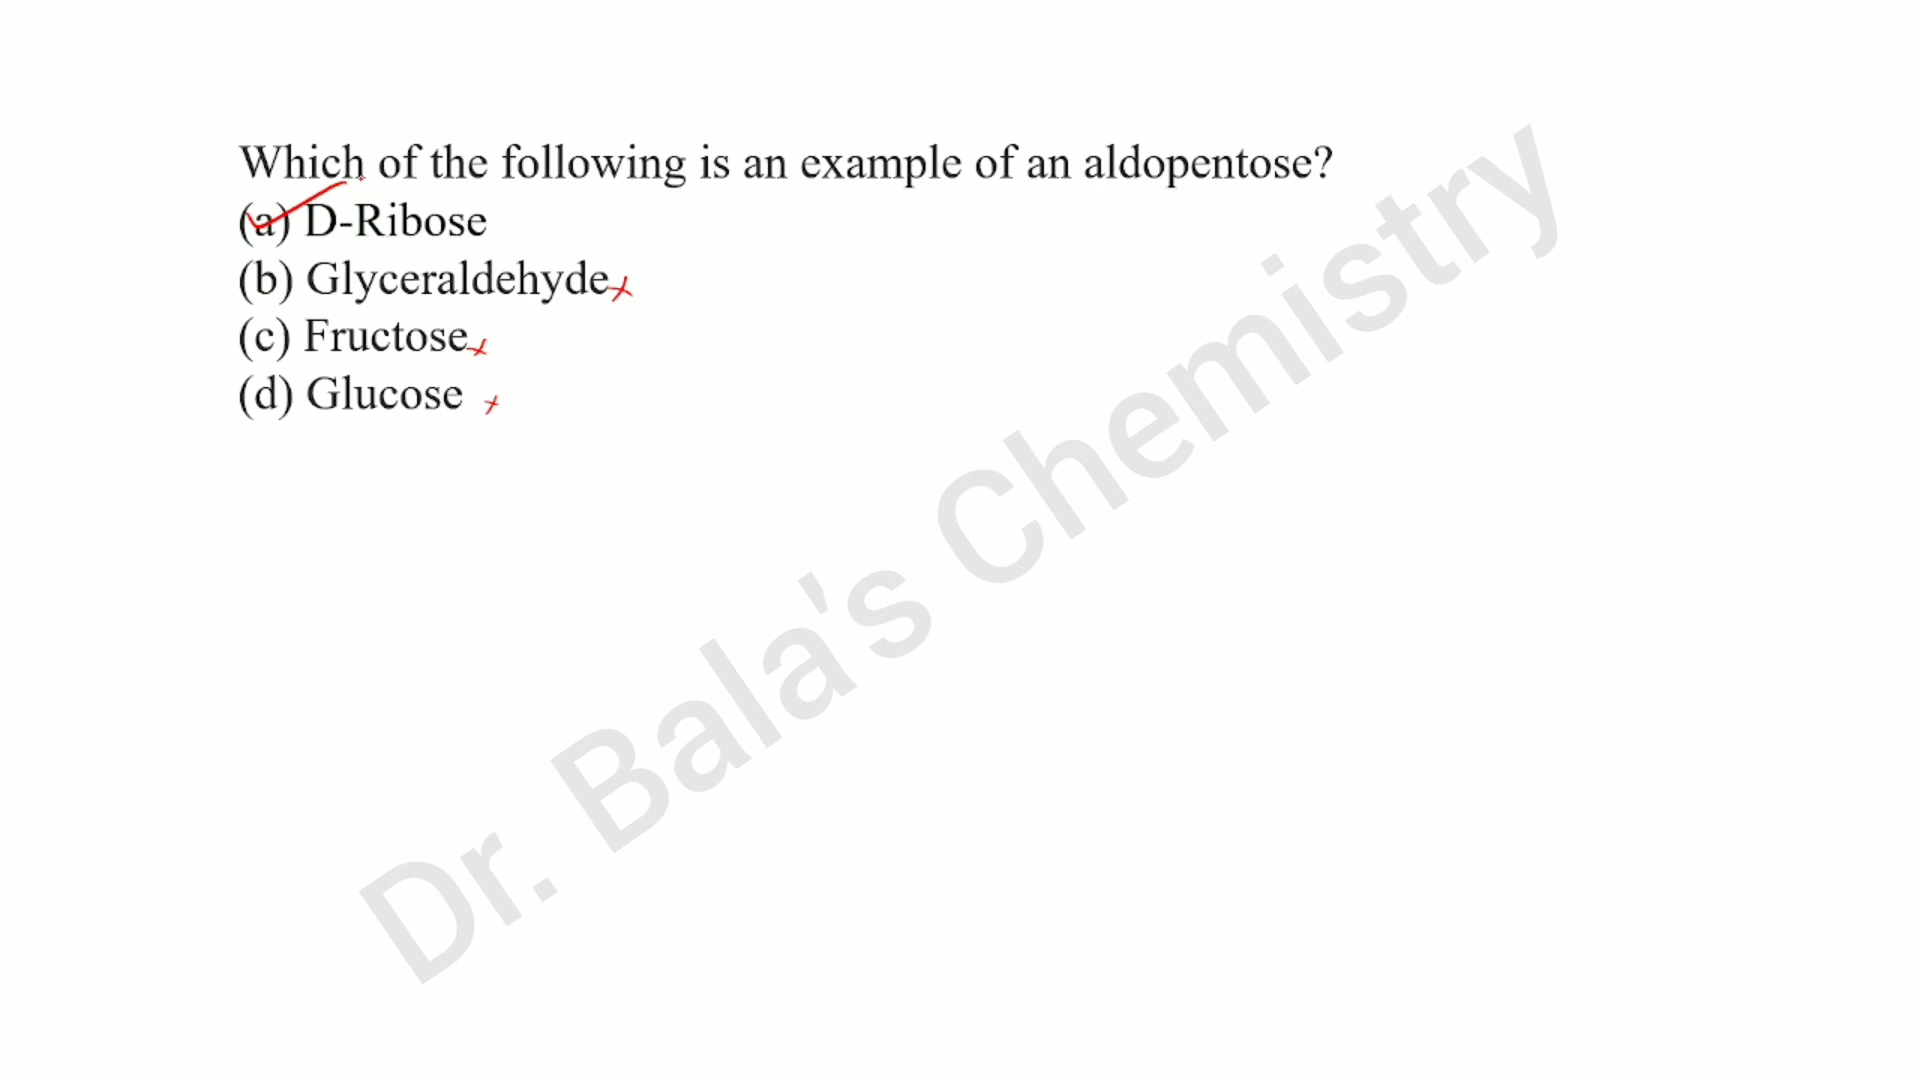 Which of the following is an example of an aldopentose?
(a) D-Ribose
(b) Glyceraldehyde
(c) Fructose
(d) Glucose
Dr. Bala's Chemistry